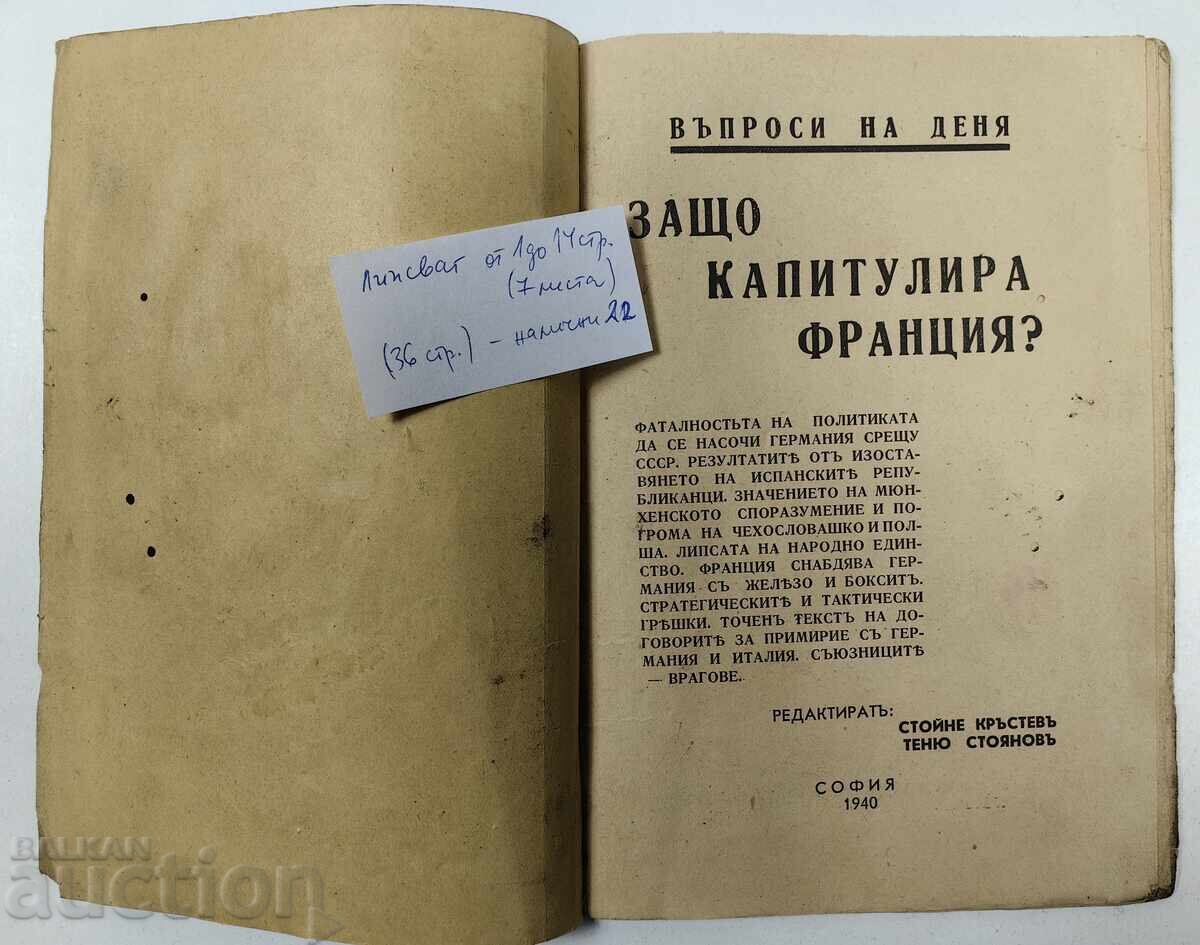 Липсват от 1 до 14 стр.
(7 листа)
(36 стр.) – налични 22
ВЪПРОСИ НА ДЕНЯ
ЗАЩО
КАПИТУЛИРА
ФРАНЦИЯ?
ФАТАЛНОСТЬТА НА ПОЛИТИКАТА
ДА СЕ НАСОЧИ ГЕРМАНИЯ СРЕЩУ
СССР. РЕЗУЛТАТИТѢ ОТЪ ИЗОСТА-
ВЯНЕТО НА ИСПАНСКИТѢ РЕПУ-
БЛИКАНЦИ. ЗНАЧЕНИЕТО НА МЮН-
ХЕНСКОТО СПОРАЗУМЕНИЕ И ПО-
ГРОМА НА ЧЕХОСЛОВАШКО И ПОЛ-
ША. ЛИПСАТА НА НАРОДНО ЕДИН-
СТВО. ФРАНЦИЯ СНАБДЯВА ГЕР-
МАНИЯ СЪ ЖЕЛѢЗО И БОКСИТЪ.
СТРАТЕГИЧЕСКИТѢ И ТАКТИЧЕСКИ
ГРѢШКИ. ТОЧЕНЪ ТЕКСТЪ НА ДО-
ГОВОРИТѢ ЗА ПРИМИРИЕ СЪ ГЕР-
МАНИЯ И ИТАЛИЯ. СЪЮЗНИЦИТѢ
— ВРАГОВЕ.
РЕДАКТИРАТЪ:
СТОЙНЕ КРЪСТЕВЪ
ТЕНЮ СТОЯНОВЪ
СОФИЯ
1940
BALKAN
auction